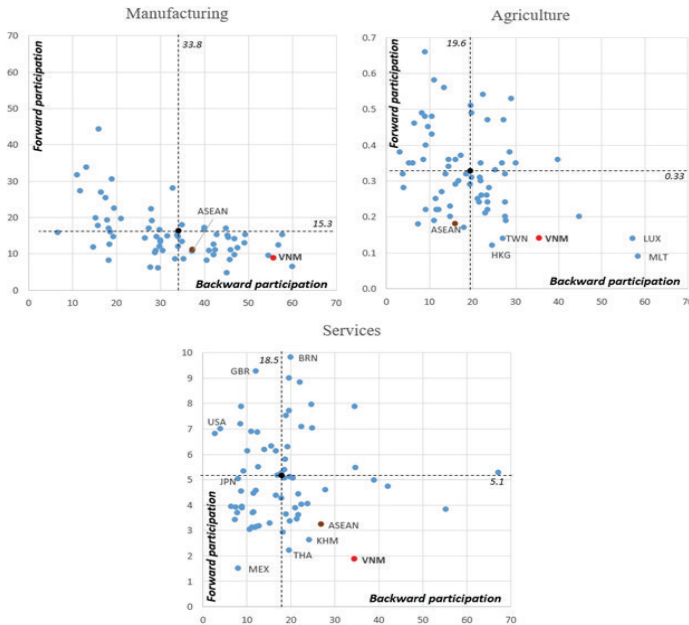 Manufacturing
33.8
70
60
50
40
30
20
10
0
Forward participation
ASEAN
15.3
VNM
Backward participation
0 10 20 30 40 50 60 70
Agriculture
19.6
0.7
0.6
0.5
0.4
0.3
0.2
0.1
0.0
Forward participation
0.33
ASEAN
TWN
VNM
LUX
HKG
MLT
Backward participation
0 10 20 30 40 50 60 70
Services
18.5
10
9
8
7
6
5
4
3
2
1
0
BRN
GBR
USA
JPN
5.1
ASEAN
KHM
THA
VNM
MEX
Forward participation
Backward participation
0 10 20 30 40 50 60 70